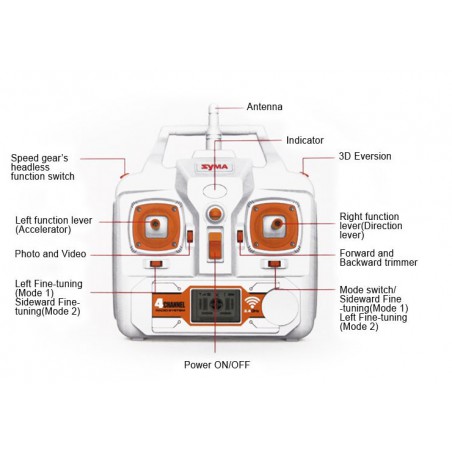 Antenna
Indicator
Speed gear's
headless
function switch
3D Eversion
SYMA
Left function lever
(Accelerator)
Right function
lever(Direction
lever)
Photo and Video
Forward and
Backward trimmer
Left Fine-tuning
(Mode 1)
Sideward Fine-
tuning(Mode 2)
Mode switch/
Sideward Fine
-tuning(Mode 1)
Left Fine-tuning
(Mode 2)
4 CHANNEL
Power ON/OFF